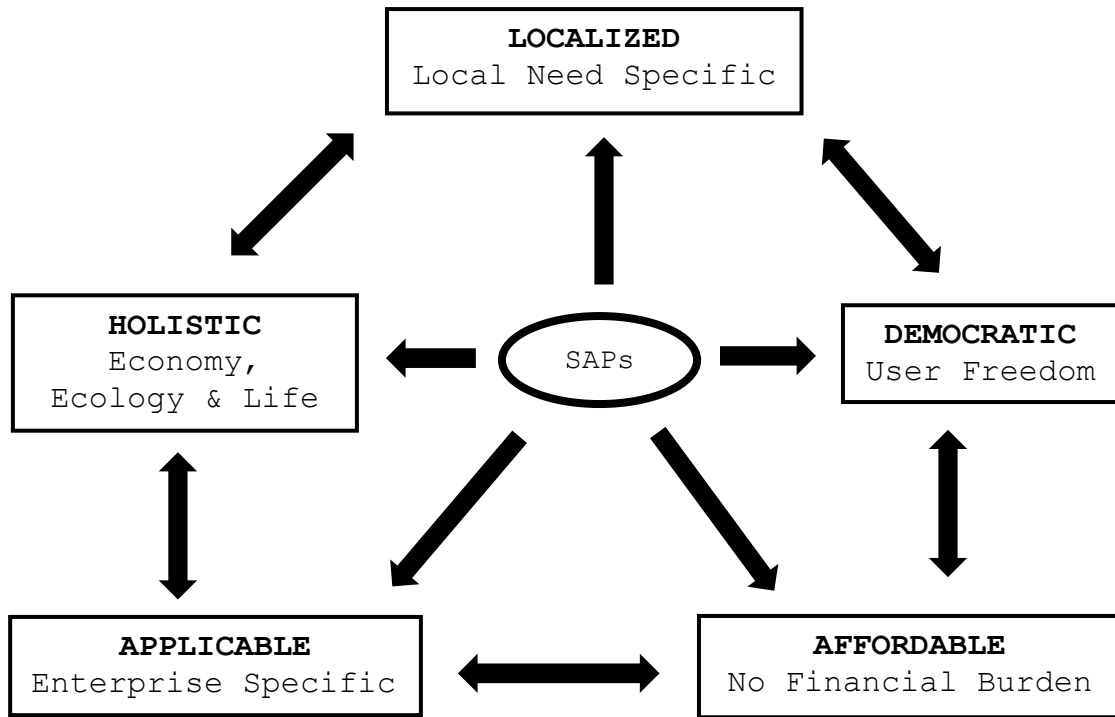 LOCALIZED
Local Need Specific
HOLISTIC
Economy,
Ecology & Life
SAPs
DEMOCRATIC
User Freedom
APPLICABLE
Enterprise Specific
AFFORDABLE
No Financial Burden